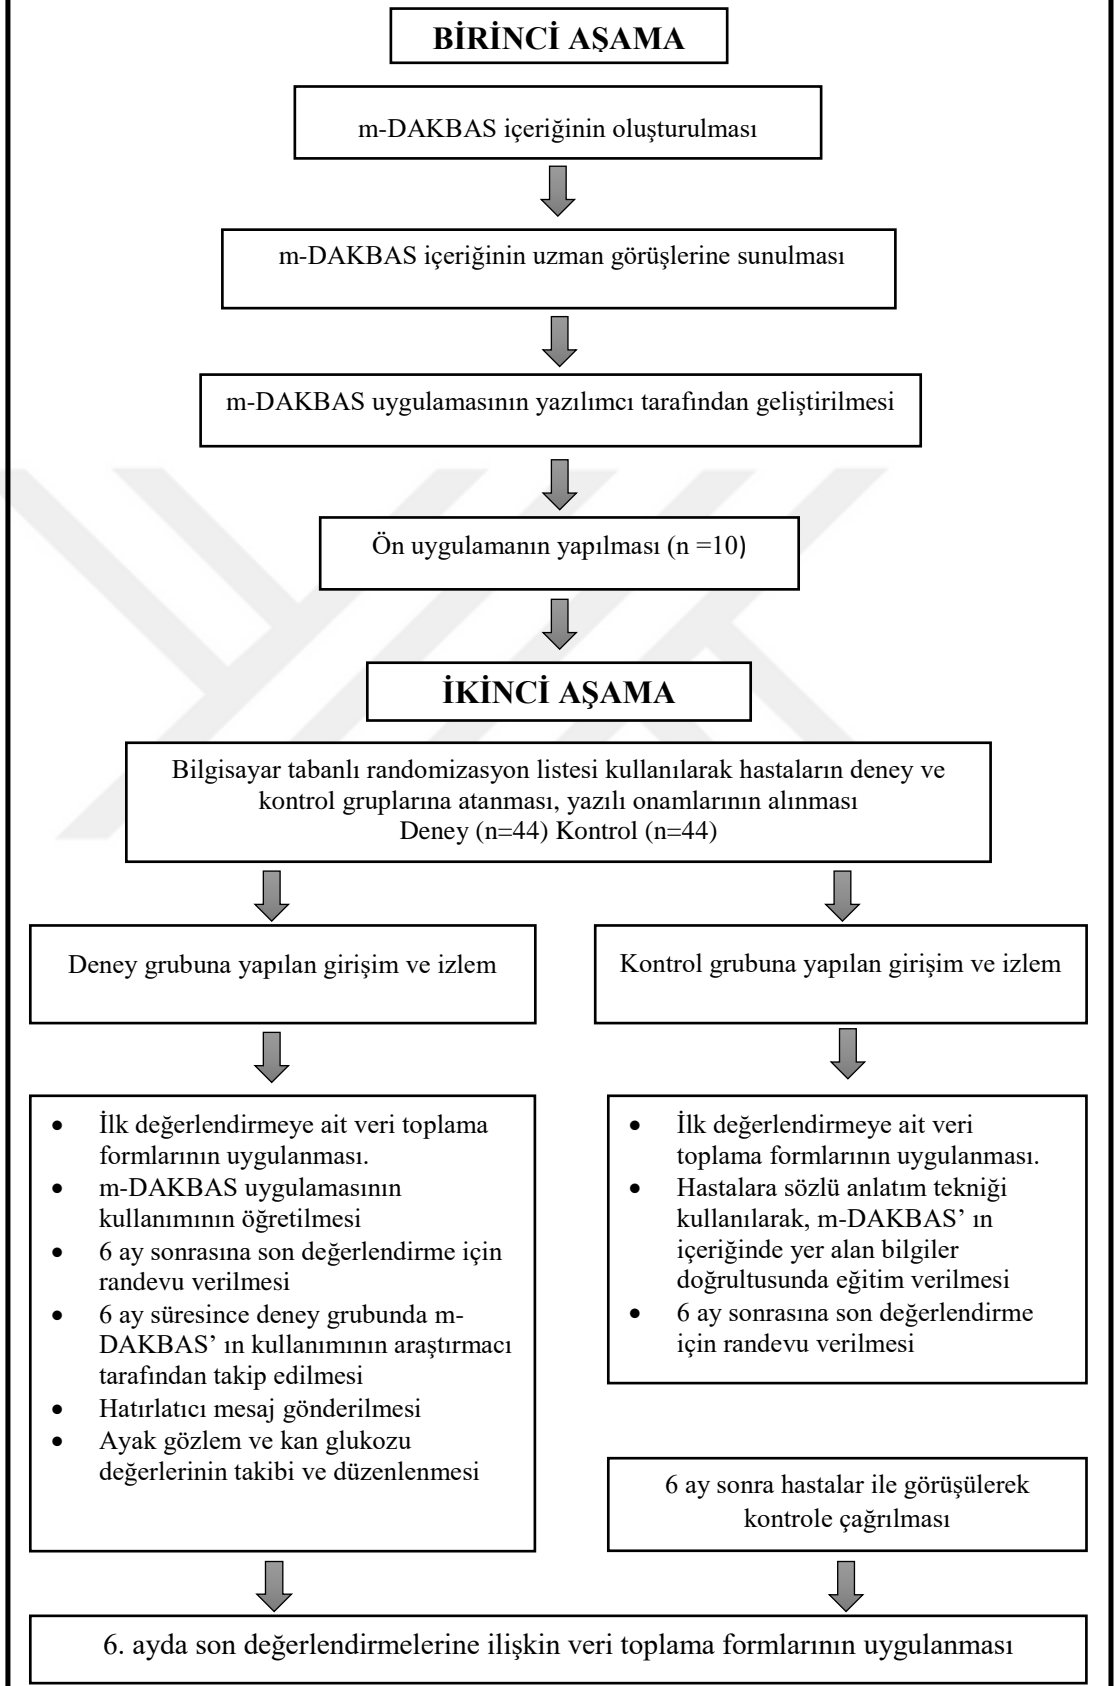 BİRİNCİ AŞAMA
m-DAKBAS içeriğinin oluşturulması
m-DAKBAS içeriğinin uzman görüşlerine sunulması
m-DAKBAS uygulamasının yazılımcı tarafından geliştirilmesi
Ön uygulamanın yapılması (n =10)
İKİNCİ AŞAMA
Bilgisayar tabanlı randomizasyon listesi kullanılarak hastaların deney ve
kontrol gruplarına atanması, yazılı onamlarının alınması
Deney (n=44) Kontrol (n=44)
Deney grubuna yapılan girişim ve izlem
Kontrol grubuna yapılan girişim ve izlem
• İlk değerlendirmeye ait veri toplama
formlarının uygulanması.
• m-DAKBAS uygulamasının
kullanımının öğretilmesi
• 6 ay sonrasına son değerlendirme için
randevu verilmesi
• 6 ay süresince deney grubunda m-
DAKBAS’ ın kullanımının araştırmacı
tarafından takip edilmesi
• Hatırlatıcı mesaj gönderilmesi
• Ayak gözlem ve kan glukozu
değerlerinin takibi ve düzenlenmesi
• İlk değerlendirmeye ait veri
toplama formlarının uygulanması.
• Hastalara sözlü anlatım tekniği
kullanılarak, m-DAKBAS’ ın
içeriğinde yer alan bilgiler
doğrultusunda eğitim verilmesi
• 6 ay sonrasına son değerlendirme
için randevu verilmesi
6 ay sonra hastalar ile görüşülerek
kontrole çağrılması
6. ayda son değerlendirmelerine ilişkin veri toplama formlarının uygulanması